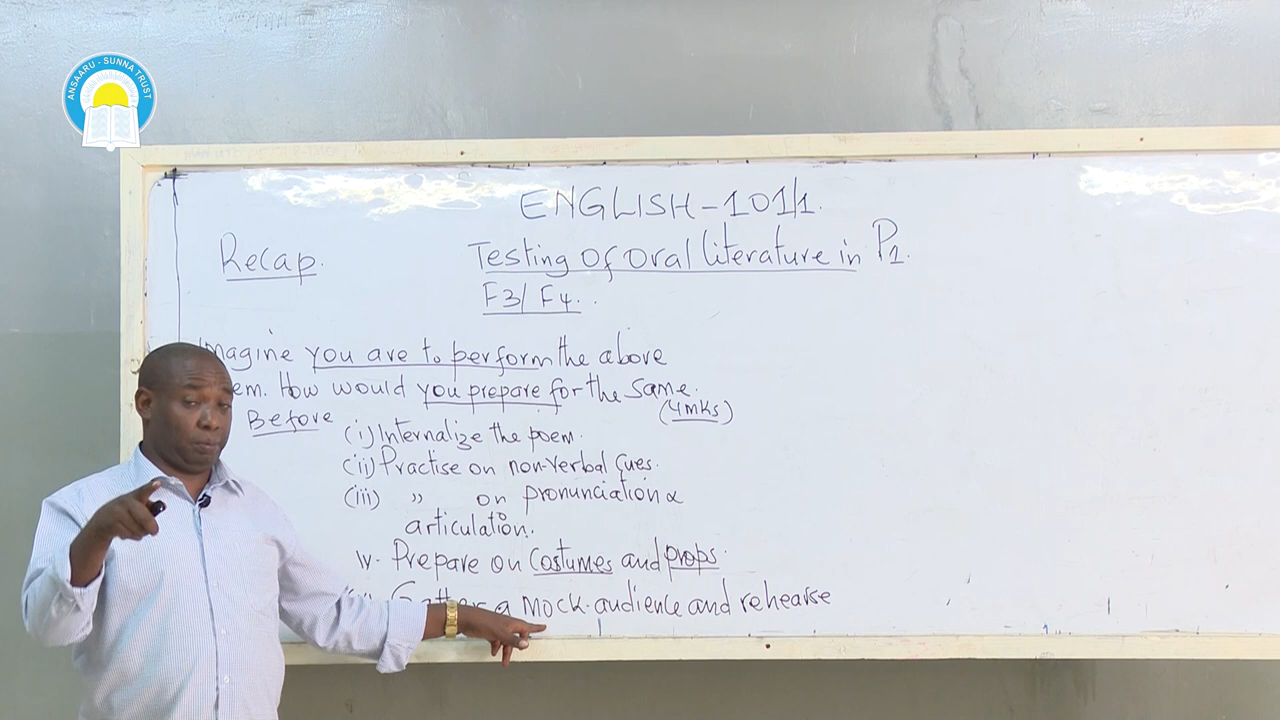 ANSAARU - SUNNA TRUST
ENGLISH - 101/1.
Recap.
Testing Of Oral literature in P1.
F3/ F4..
Imagine you are to perform the above
em. How would you prepare for the same.
(4mks)
Before
(i) Internalize the poem.
(ii) Practise on non-verbal cues.
(iii) " on pronunciation &
articulation.
v. Prepare on Costumes and props.
Gather a mock audience and rehearse